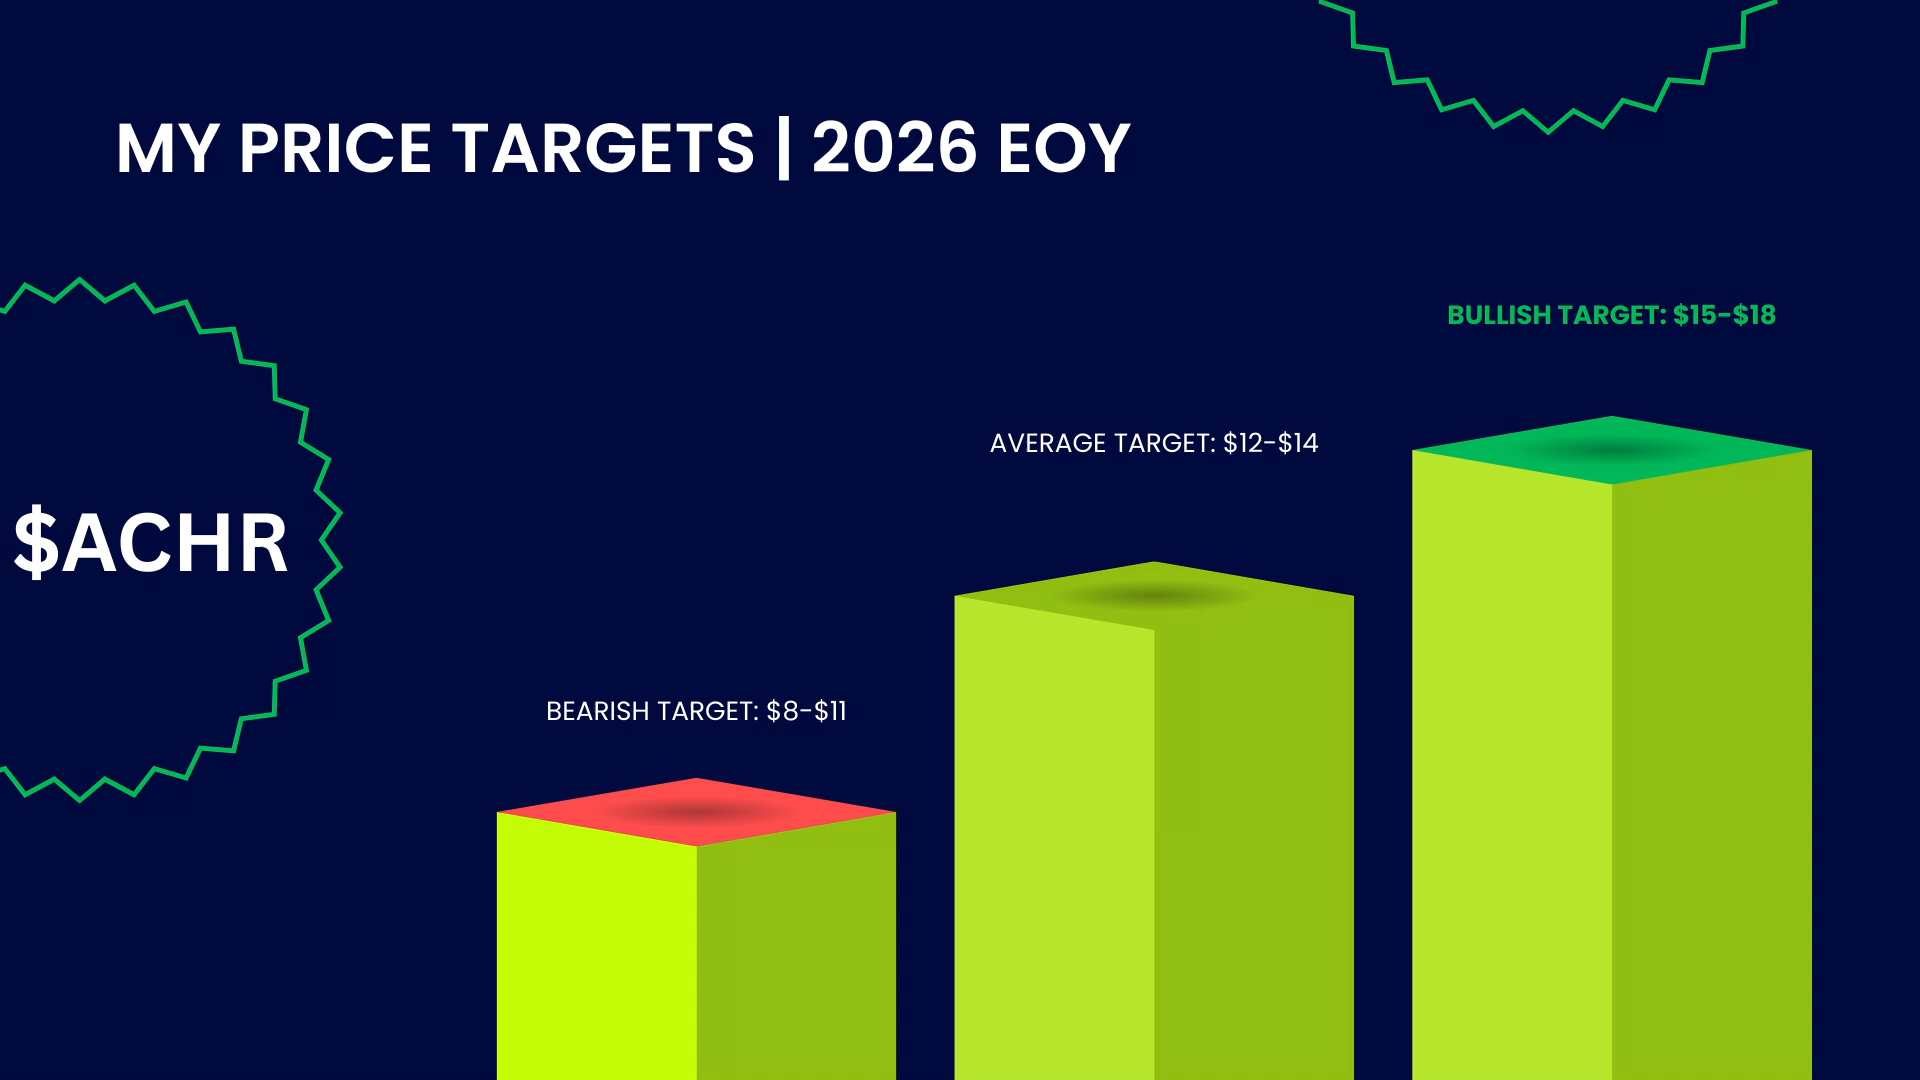 MY PRICE TARGETS | 2026 EOY
BULLISH TARGET: $15-$18
AVERAGE TARGET: $12-$14
$ACHR
BEARISH TARGET: $8-$11